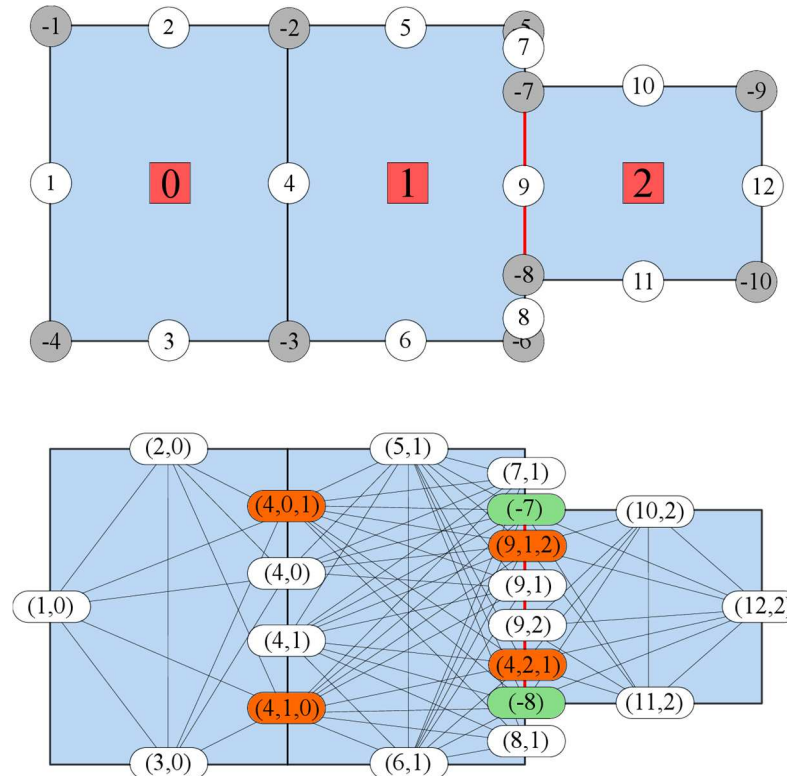 -1 2 -2 5 -5
7
-7 10 -9
1 0 4 1 9 2 12
-8 11 -10
8
-4 3 -3 6 -6
(2,0) (5,1)
(7,1)
(4,0,1) (-7) (10,2)
(9,1,2)
(4,0) (9,1)
(1,0) (12,2)
(9,2)
(4,1)
(4,2,1)
(4,1,0) (-8) (11,2)
(8,1)
(3,0) (6,1)